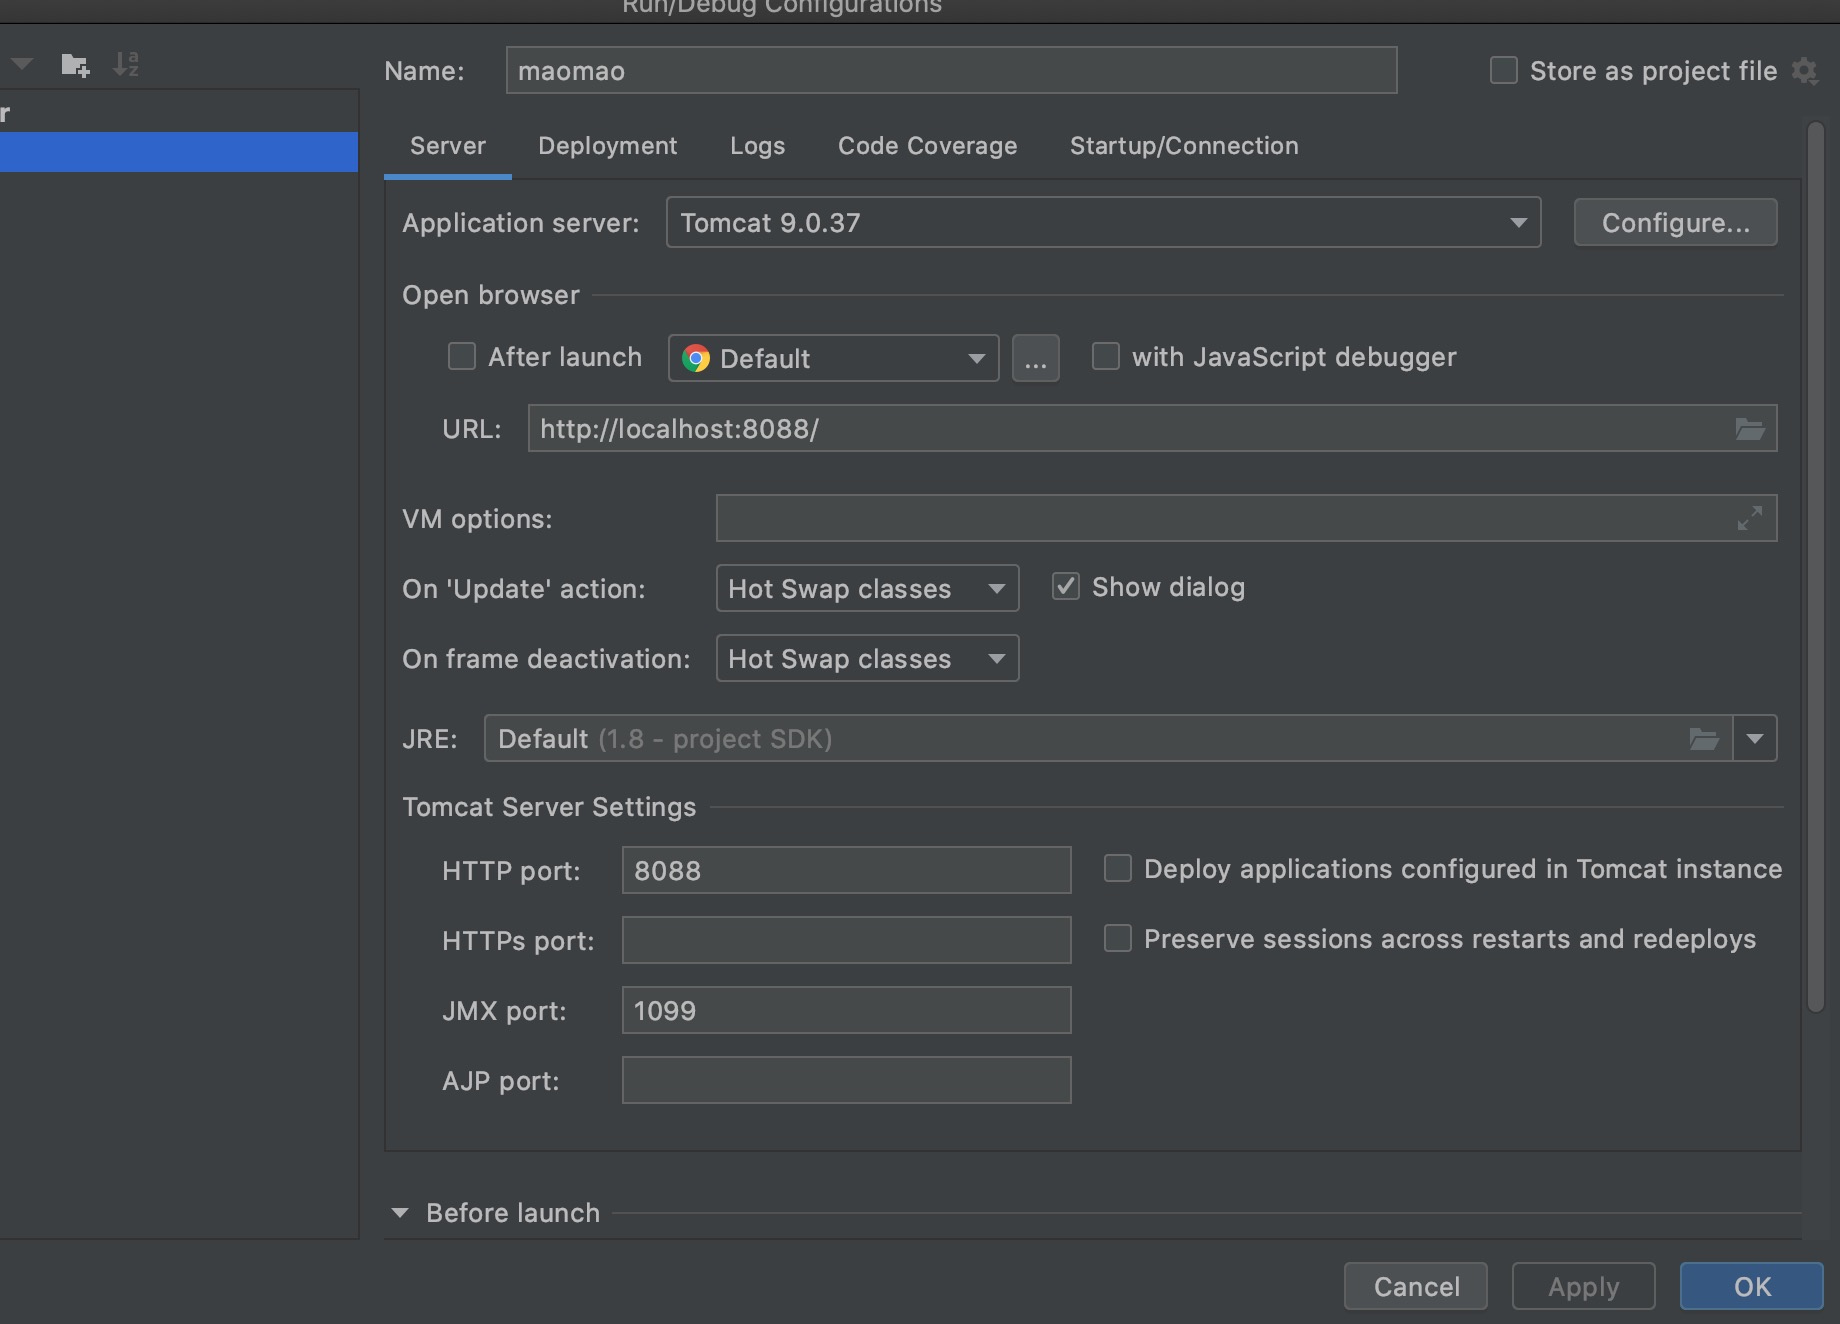 Run/Debug Configurations
r
Name: maomao Store as project file
Server Deployment Logs Code Coverage Startup/Connection
Application server: Tomcat 9.0.37 Configure...
Open browser
After launch Default ... with JavaScript debugger
URL: http://localhost:8088/
VM options:
On 'Update' action: Hot Swap classes Show dialog
On frame deactivation: Hot Swap classes
JRE: Default (1.8 - project SDK)
Tomcat Server Settings
HTTP port: 8088 Deploy applications configured in Tomcat instance
HTTPs port: Preserve sessions across restarts and redeploys
JMX port: 1099
AJP port:
Before launch
Cancel Apply OK